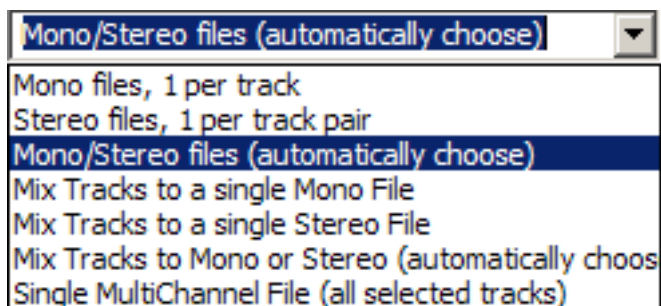 Mono/Stereo files (automatically choose)
Mono files, 1 per track
Stereo files, 1 per track pair
Mono/Stereo files (automatically choose)
Mix Tracks to a single Mono File
Mix Tracks to a single Stereo File
Mix Tracks to Mono or Stereo (automatically choos
Single MultiChannel File (all selected tracks)